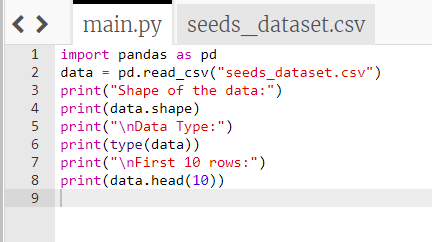 < > main.py seeds_dataset.csv
1 import pandas as pd
2 data = pd.read_csv("seeds_dataset.csv")
3 print("Shape of the data:")
4 print(data.shape)
5 print("\nData Type:")
6 print(type(data))
7 print("\nFirst 10 rows:")
8 print(data.head(10))
9